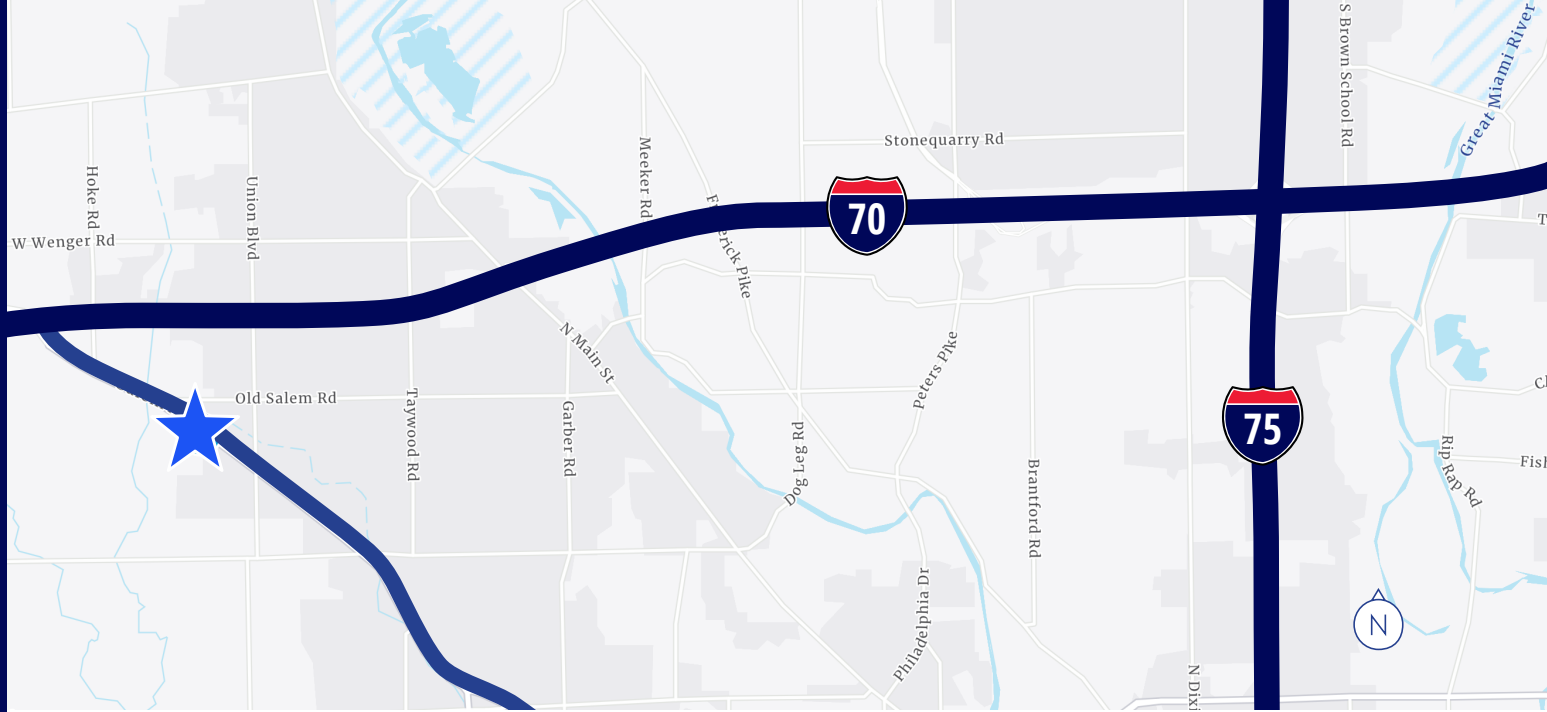 S Brown School Rd
Great Miami River
Stonequarry Rd
Meeker Rd
Hoke Rd
Union Blvd
70
W Wenger Rd
Frederick Pike
N Main St
Peters Pike
Old Salem Rd
Taywood Rd
Garber Rd
75
Dog Leg Rd
Rip Rap Rd
Fish
Brantford Rd
Philadelphia Dr
N
N Dixi